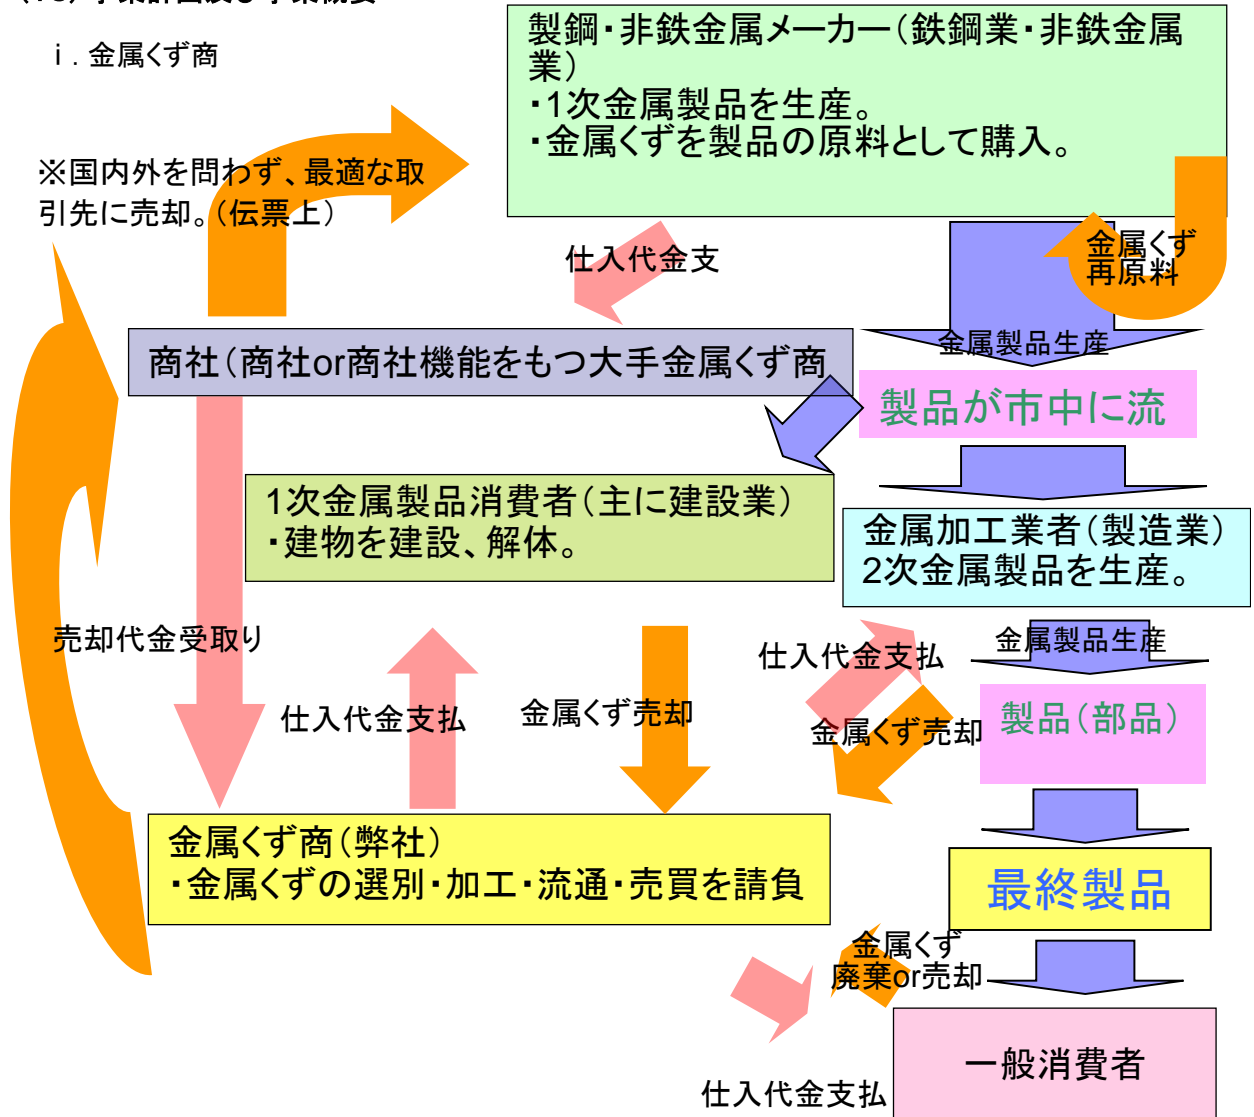 ⅰ．金属くず商
製鋼・非鉄金属メーカー（鉄鋼業・非鉄金属
業）
・1次金属製品を生産。
・金属くずを製品の原料として購入。
※国内外を問わず、最適な取
引先に売却。（伝票上）
仕入代金支
金属くず
再原料
金属製品生産
商社（商社or商社機能をもつ大手金属くず商
製品が市中に流
1次金属製品消費者（主に建設業）
・建物を建設、解体。
金属加工業者（製造業）
2次金属製品を生産。
売却代金受取り
仕入代金支払
金属くず売却
仕入代金支払
金属くず売却
金属製品生産
製品（部品）
金属くず商（弊社）
・金属くずの選別・加工・流通・売買を請負
最終製品
金属くず
廃棄or売却
仕入代金支払
一般消費者